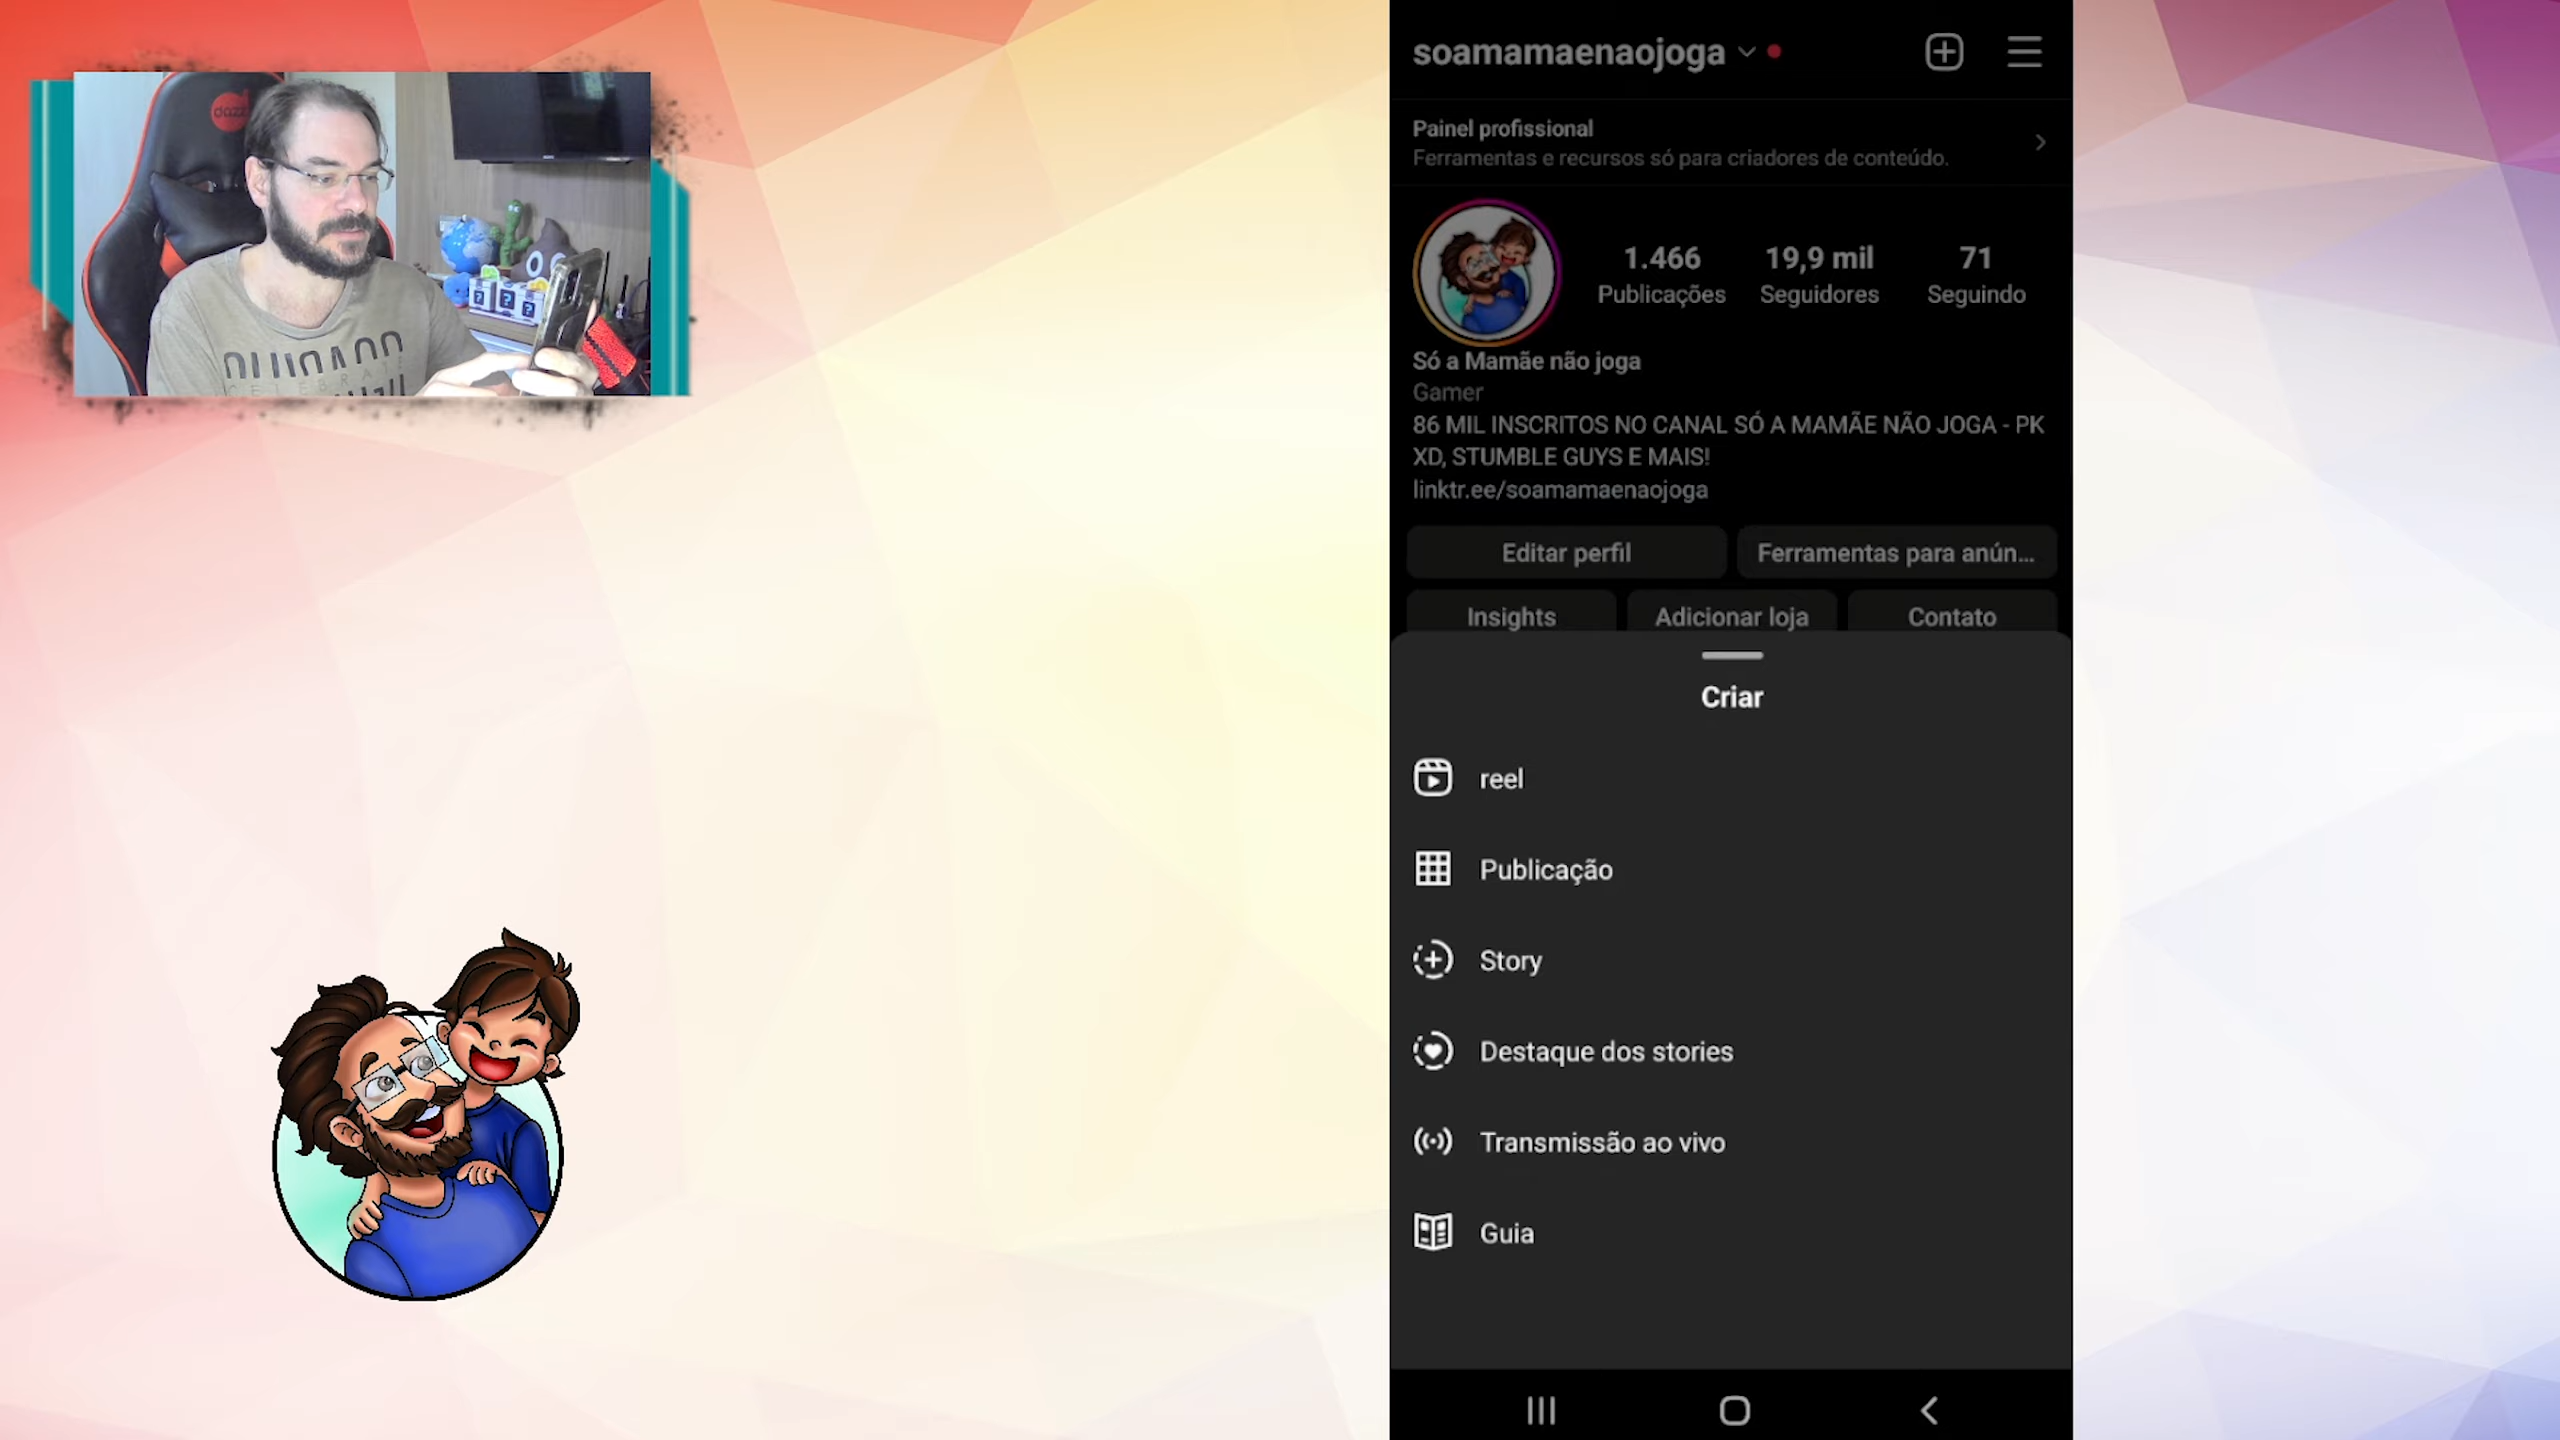 soamamaenaojoga
Painel profissional
Ferramentas e recursos só para criadores de conteúdo.
1.466
Publicações
19,9 mil
Seguidores
71
Seguindo
Só a Mamãe não joga
Gamer
86 MIL INSCRITOS NO CANAL SÓ A MAMÃE NÃO JOGA - PK
XD, STUMBLE GUYS E MAIS!
linktr.ee/soamamaenaojoga
Editar perfil
Ferramentas para anún...
Insights
Adicionar loja
Contato
Criar
reel
Publicação
Story
Destaque dos stories
Transmissão ao vivo
Guia
CELEBRATE